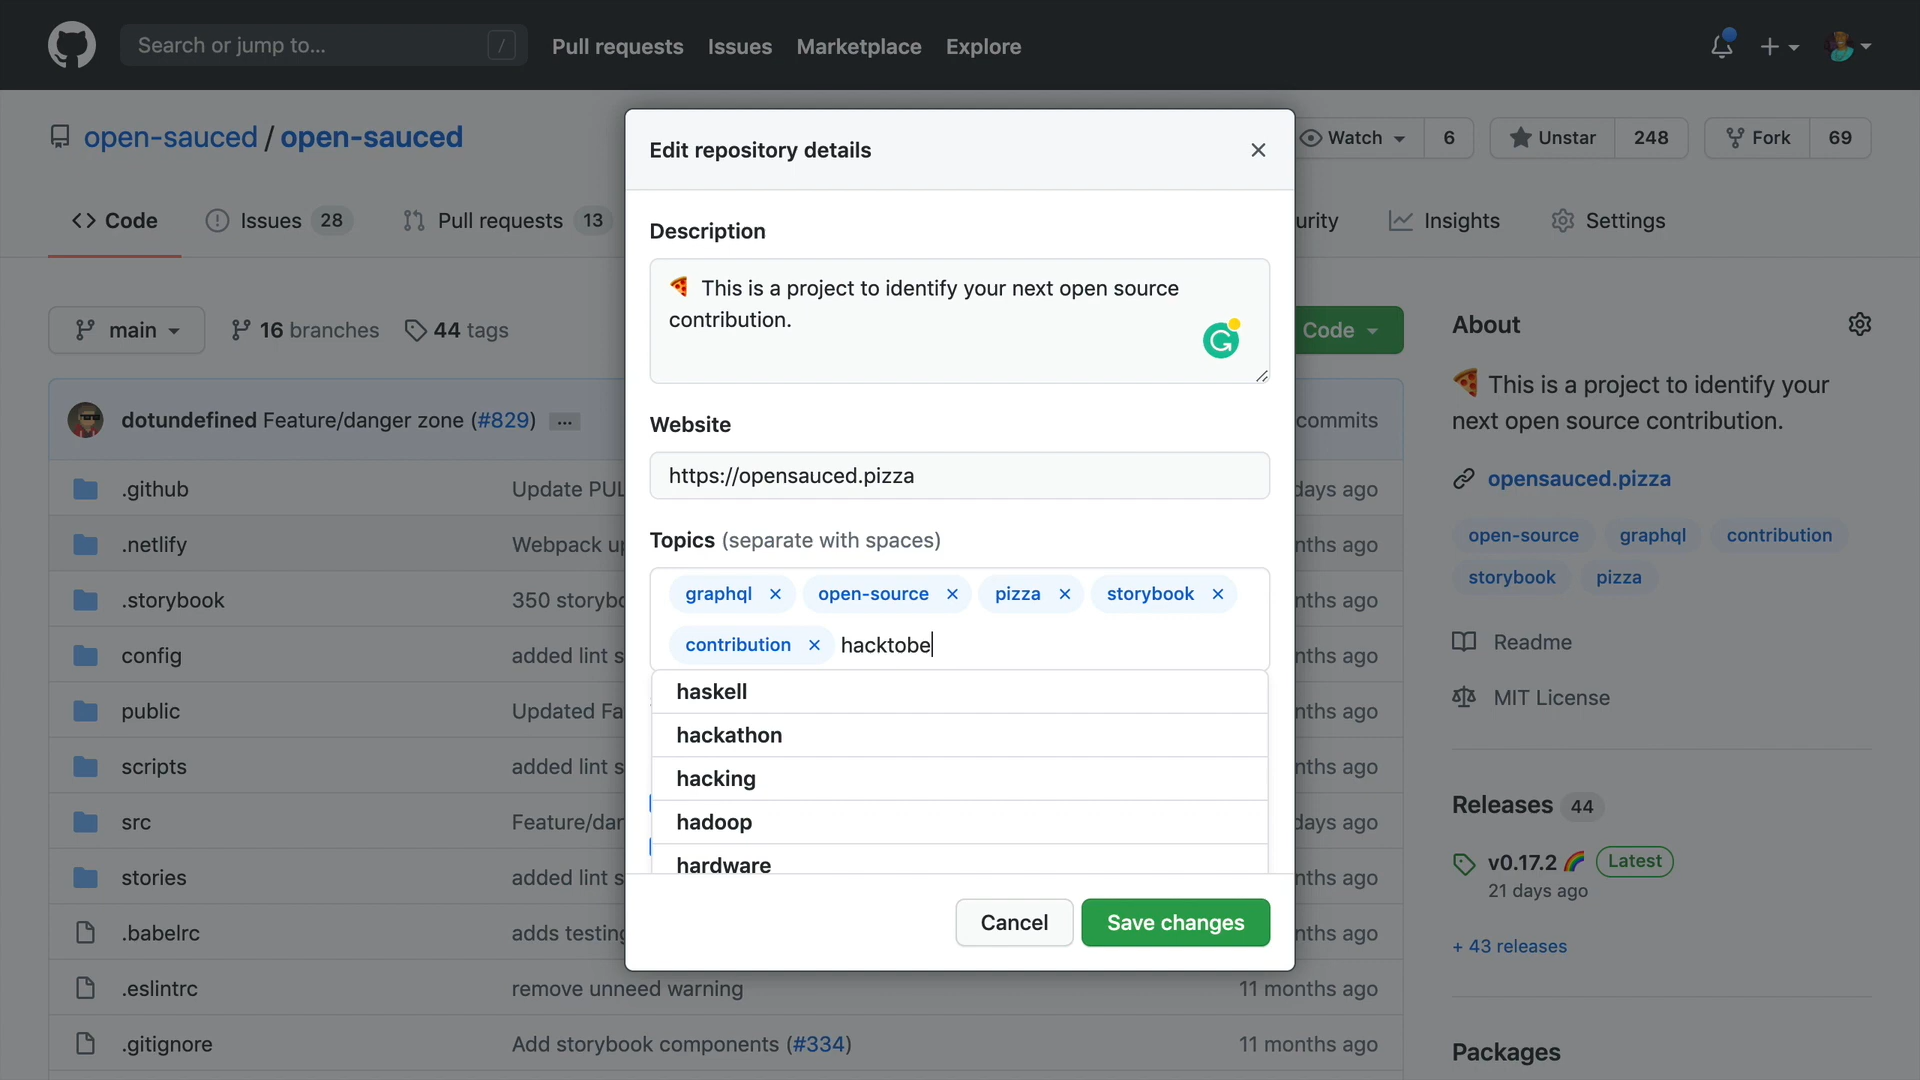 Search or jump to... /
Pull requests Issues Marketplace Explore
open-sauced / open-sauced
Watch 6 Unstar 248 Fork 69
Code Issues 28 Pull requests 13 urity Insights Settings
Edit repository details
Description
🍕 This is a project to identify your next open source
contribution.
Website
https://opensauced.pizza
Topics (separate with spaces)
graphql × open-source × pizza × storybook ×
contribution × hacktobe
haskell
hackathon
hacking
hadoop
hardware
Cancel Save changes
main 16 branches 44 tags Code
dotundefined Feature/danger zone (#829) ... commits
.github Update PUL days ago
.netlify Webpack up nths ago
.storybook 350 storybo nths ago
config added lint s nths ago
public Updated Fa nths ago
scripts added lint s nths ago
src Feature/dan days ago
stories added lint s nths ago
.babelrc adds testing nths ago
.eslintrc remove unneed warning 11 months ago
.gitignore Add storybook components (#334) 11 months ago
About
🍕 This is a project to identify your
next open source contribution.
opensauced.pizza
open-source graphql contribution
storybook pizza
Readme
MIT License
Releases 44
v0.17.2 🌈 Latest
21 days ago
+ 43 releases
Packages